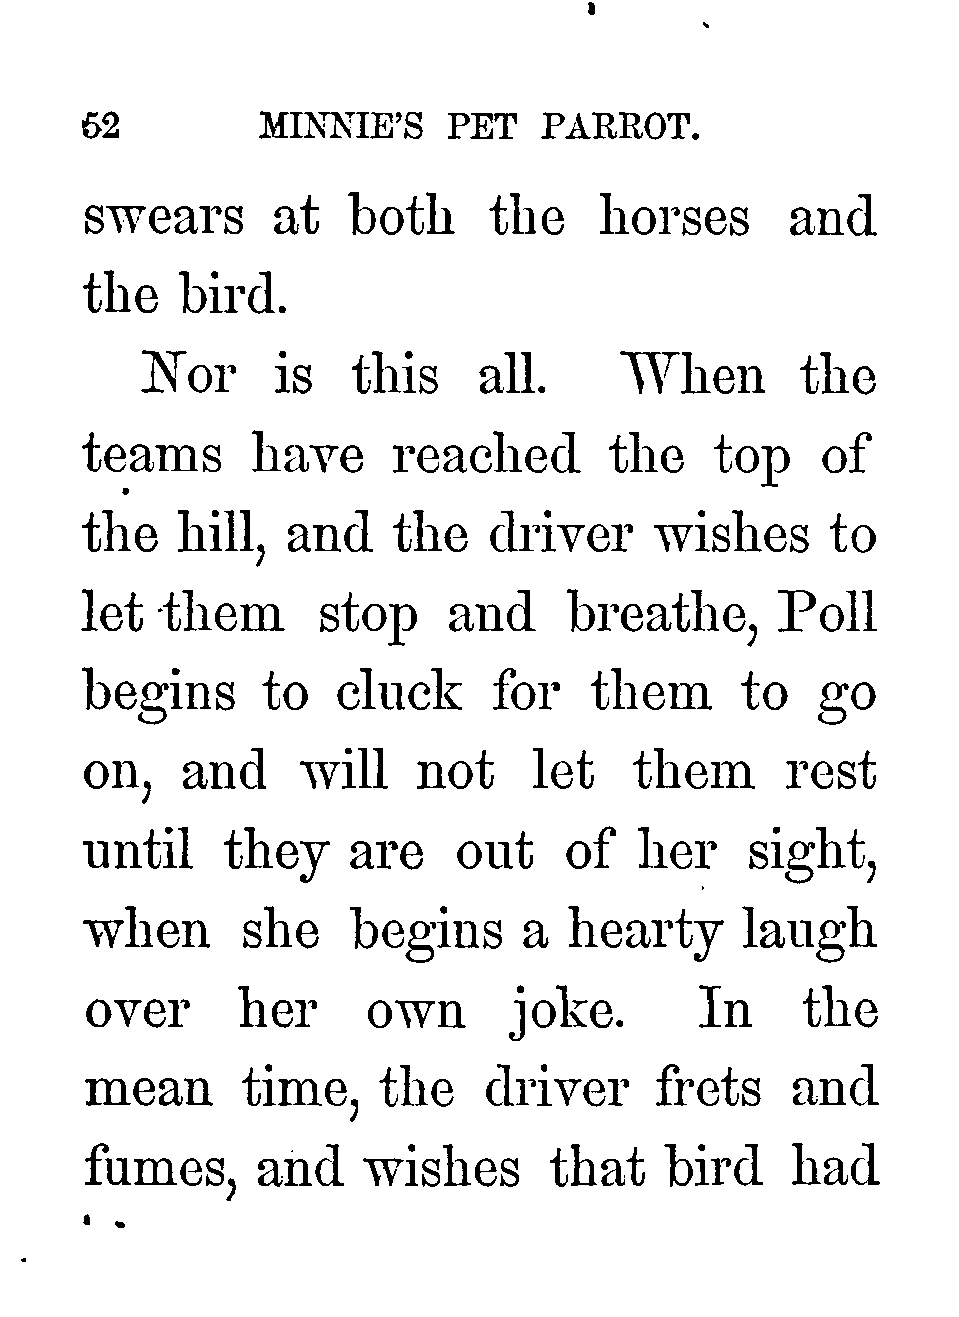 52 MINNIE'S PET PARROT.
swears at both the horses and
the bird.
Nor is this all. When the
teams have reached the top of
the hill, and the driver wishes to
let them stop and breathe, Poll
begins to cluck for them to go
on, and will not let them rest
until they are out of her sight,
when she begins a hearty laugh
over her own joke. In the
mean time, the driver frets and
fumes, and wishes that bird had